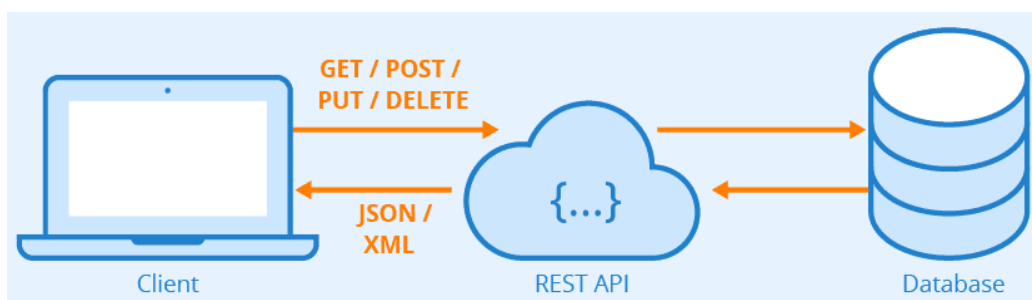 GET / POST /
PUT / DELETE
{...}
JSON /
XML
Client
REST API
Database